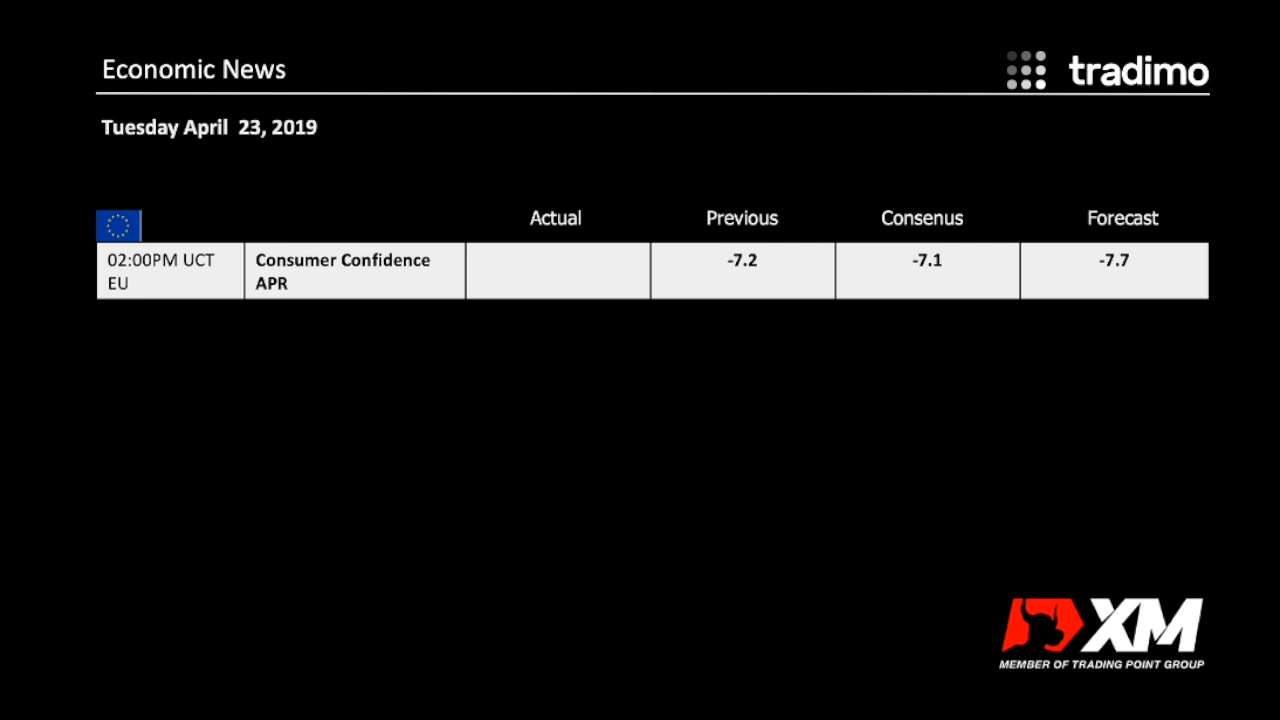 Economic News
tradimo
Tuesday April 23, 2019
Actual Previous Consenus Forecast
02:00PM UCT Consumer Confidence -7.2 -7.1 -7.7
EU APR
XM
MEMBER OF TRADING POINT GROUP